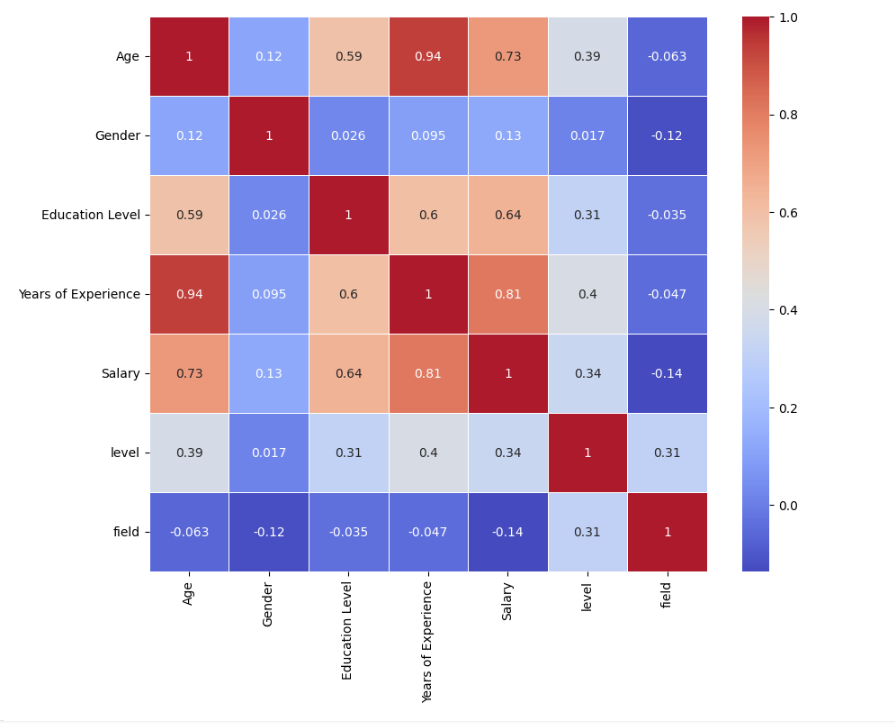 Age 1 0.12 0.59 0.94 0.73 0.39 -0.063
Gender 0.12 1 0.026 0.095 0.13 0.017 -0.12
Education Level 0.59 0.026 1 0.6 0.64 0.31 -0.035
Years of Experience 0.94 0.095 0.6 1 0.81 0.4 -0.047
Salary 0.73 0.13 0.64 0.81 1 0.34 -0.14
level 0.39 0.017 0.31 0.4 0.34 1 0.31
field -0.063 -0.12 -0.035 -0.047 -0.14 0.31 1
Age
Gender
Education Level
Years of Experience
Salary
level
field
1.0
0.8
0.6
0.4
0.2
0.0